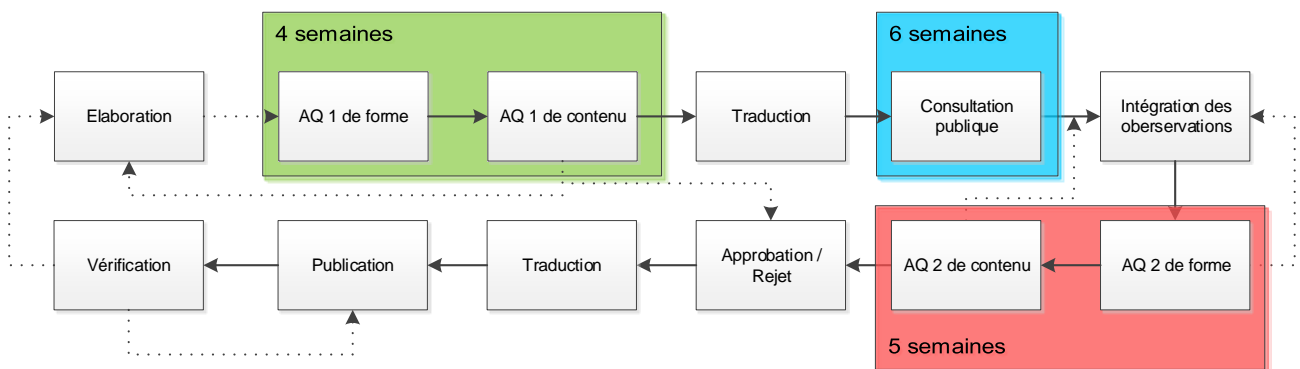 4 semaines
6 semaines
Elaboration
AQ 1 de forme
AQ 1 de contenu
Traduction
Consultation
publique
Intégration des
oberservations
Vérification
Publication
Traduction
Approbation /
Rejet
AQ 2 de contenu
AQ 2 de forme
5 semaines